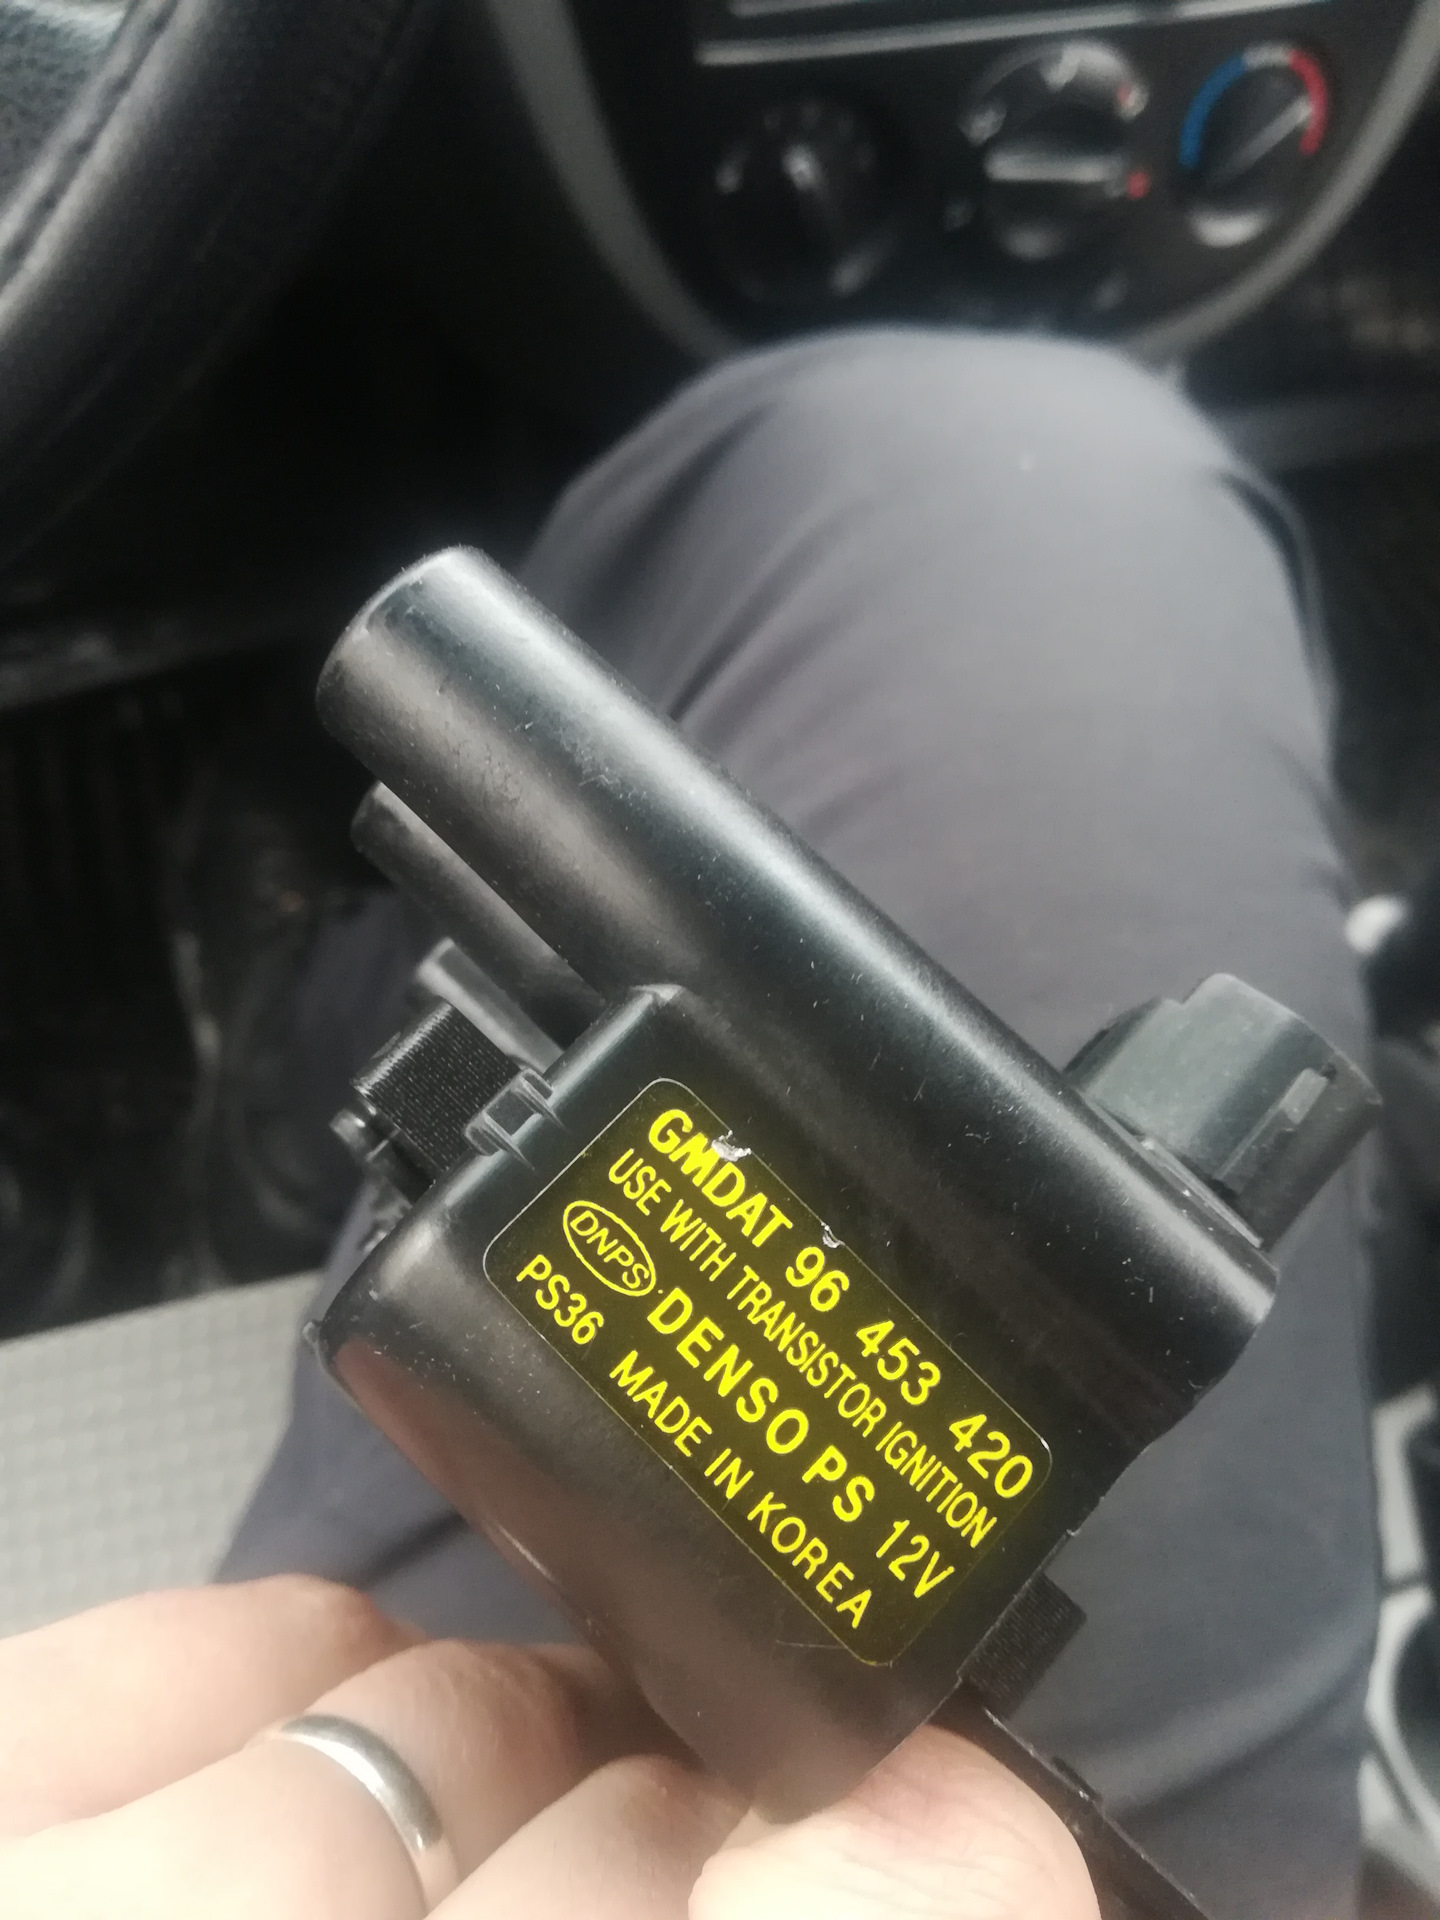 GMDAT 96 453 420
USE WITH TRANSISTOR IGNITION
DNPS DENSO PS 12V
PS36 MADE IN KOREA